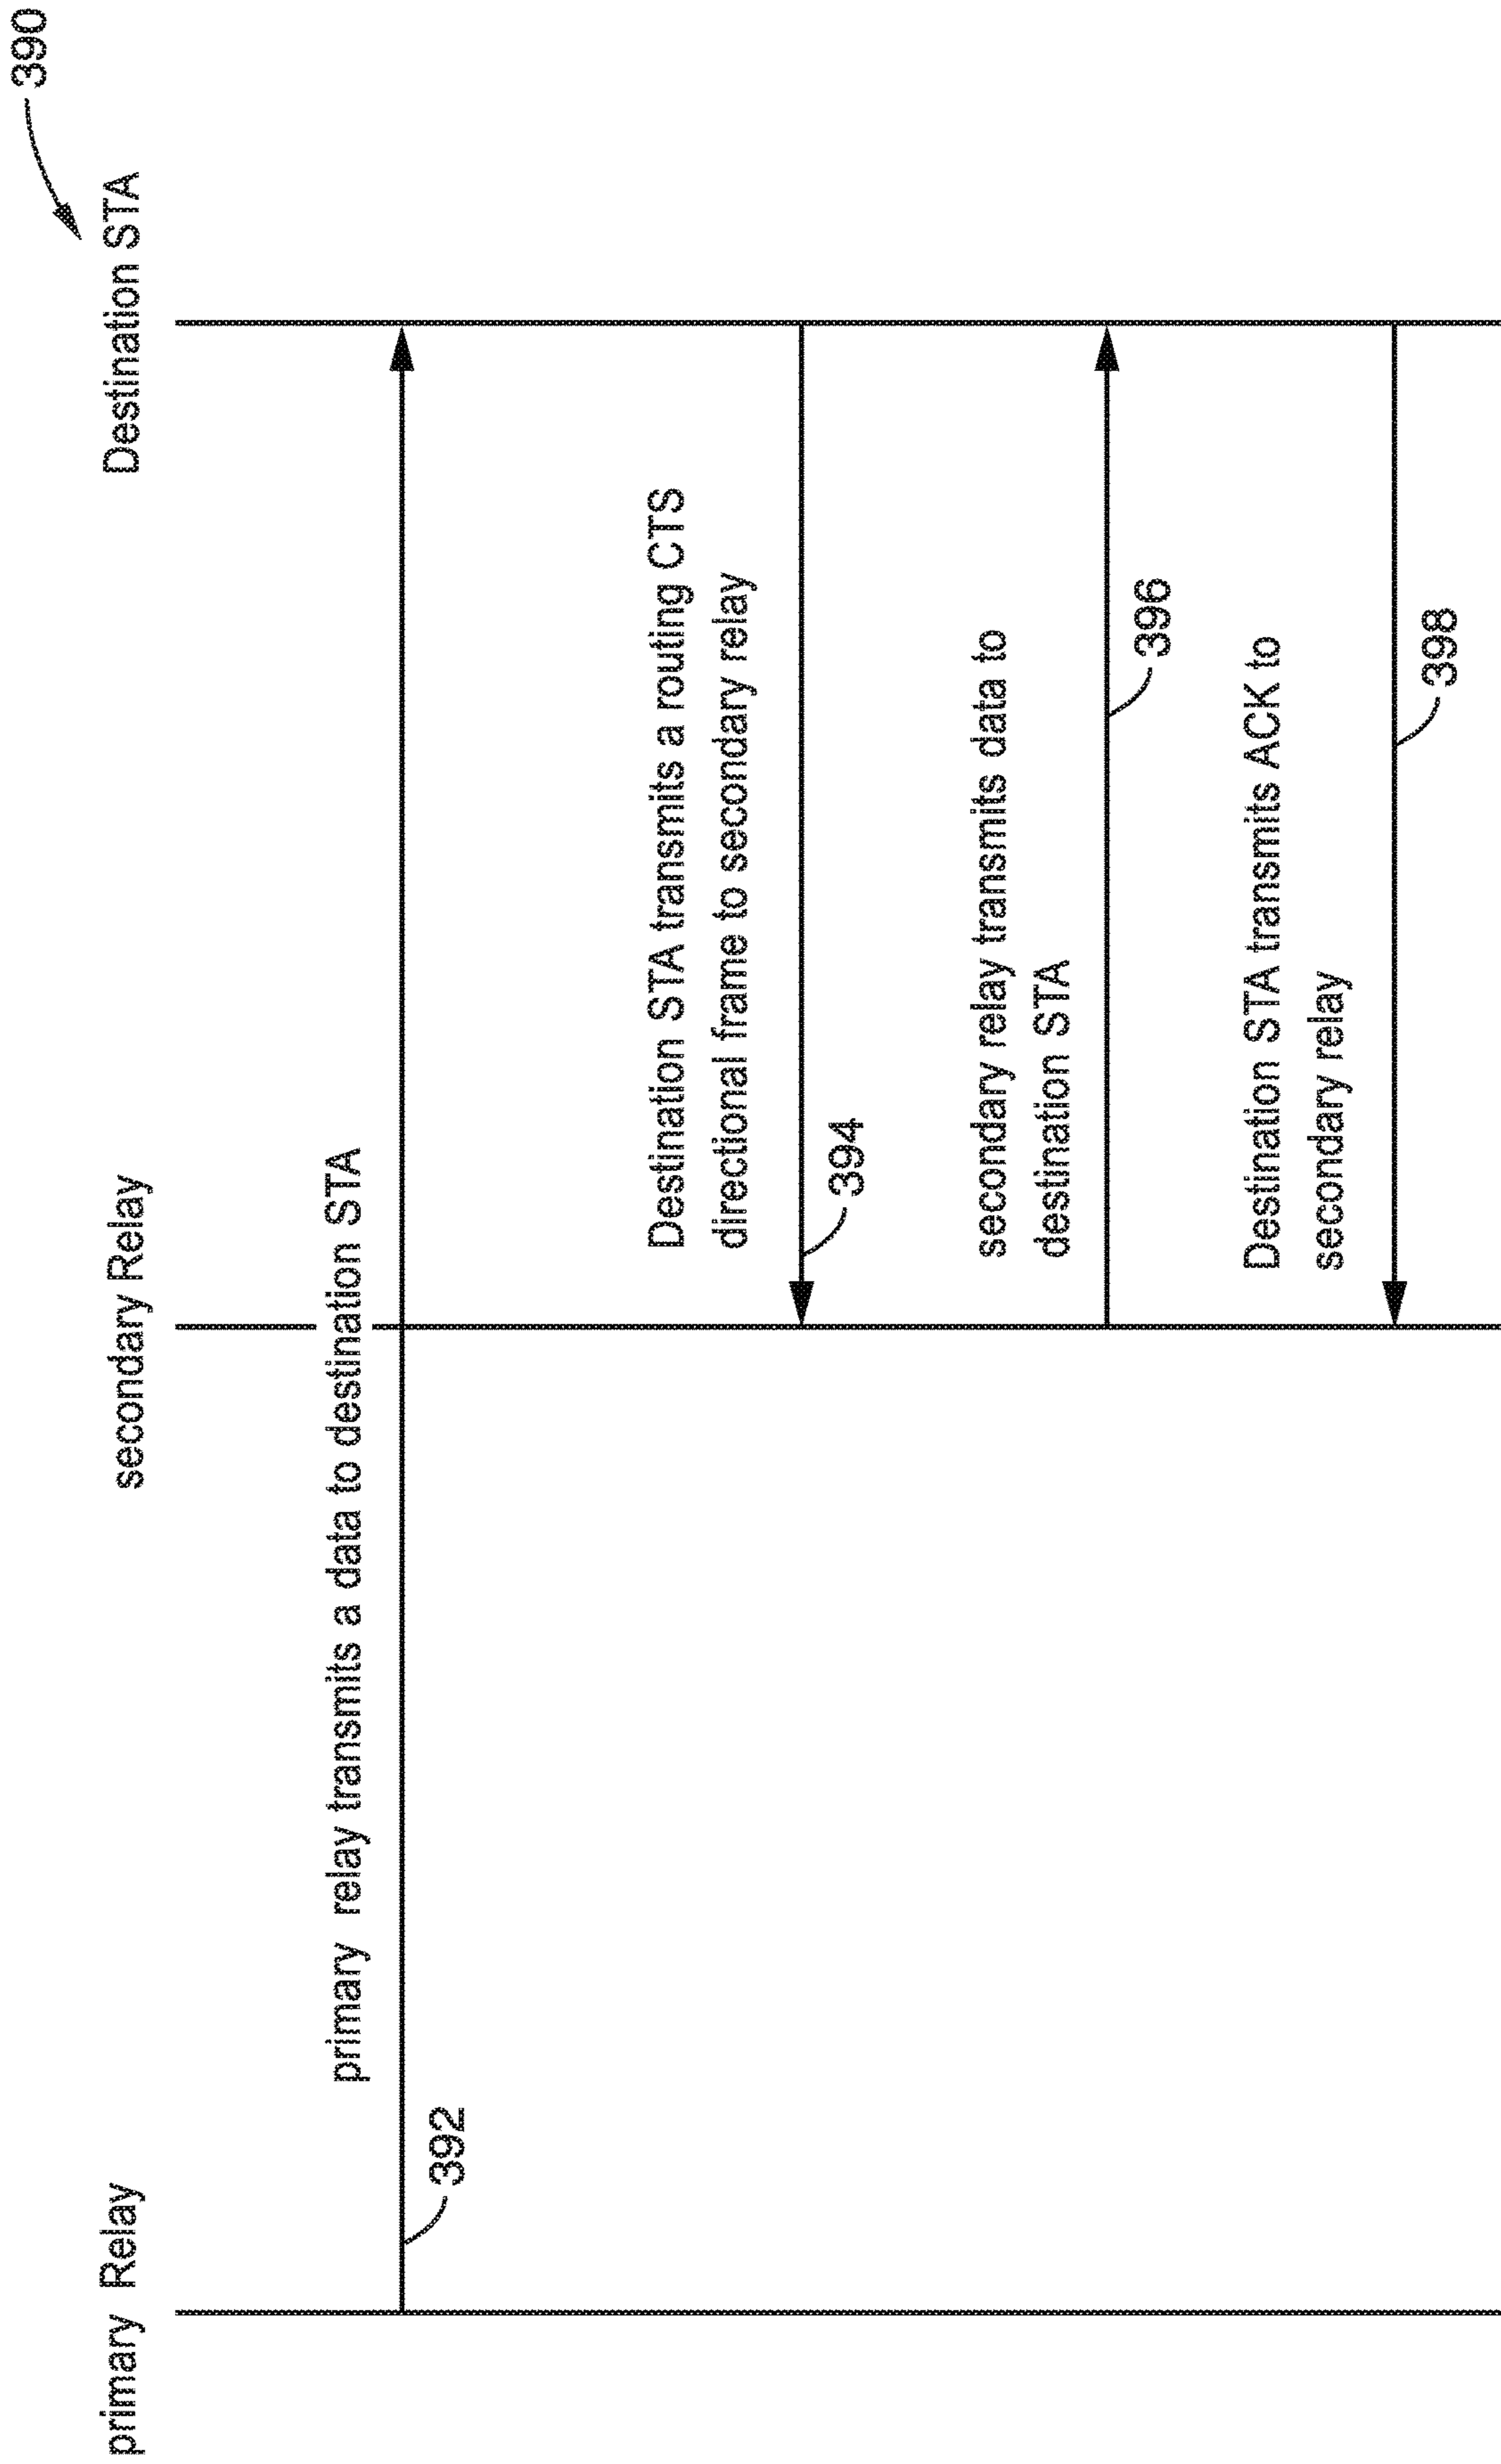 390
primary Relay
secondary Relay
Destination STA
primary relay transmits a data to destination STA
392
Destination STA transmits a routing CTS
directional frame to secondary relay
394
secondary relay transmits data to
destination STA
396
Destination STA transmits ACK to
secondary relay
398